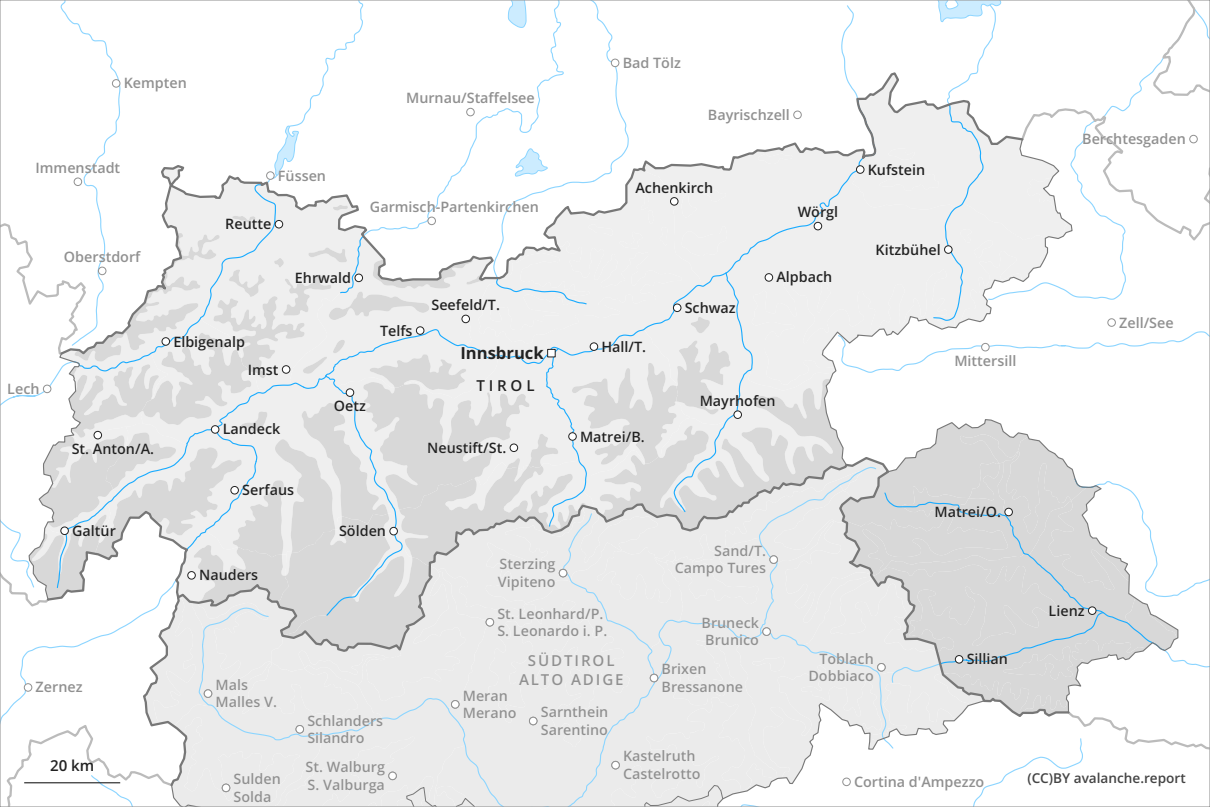 Kempten
Bad Tölz
Murnau/Staffelsee
Bayrischzell
Berchtesgaden
Immenstadt
Füssen
Kufstein
Achenkirch
Garmisch-Partenkirchen
Wörgl
Reutte
Kitzbühel
Oberstdorf
Ehrwald
Alpbach
Seefeld/T.
Schwaz
Zell/See
Telfs
Elbigenalp
Innsbruck
Hall/T.
Mittersill
Imst
TIROL
Lech
Oetz
Mayrhofen
Landeck
Matrei/B.
St. Anton/A.
Neustift/St.
Serfaus
Matrei/O.
Galtür
Sölden
Sand/T.
Campo Tures
Sterzing
Vipiteno
Nauders
Lienz
St. Leonhard/P.
S. Leonardo i. P.
Bruneck
Brunico
SÜDTIROL
ALTO ADIGE
Toblach
Dobbiaco
Sillian
Brixen
Bressanone
Zernez
Mals
Malles V.
Meran
Merano
Sarnthein
Sarentino
Schlanders
Silandro
Kastelruth
Castelrotto
St. Walburg
S. Valburga
20 km
Sulden
Solda
Cortina d'Ampezzo
(CC)BY avalanche.report